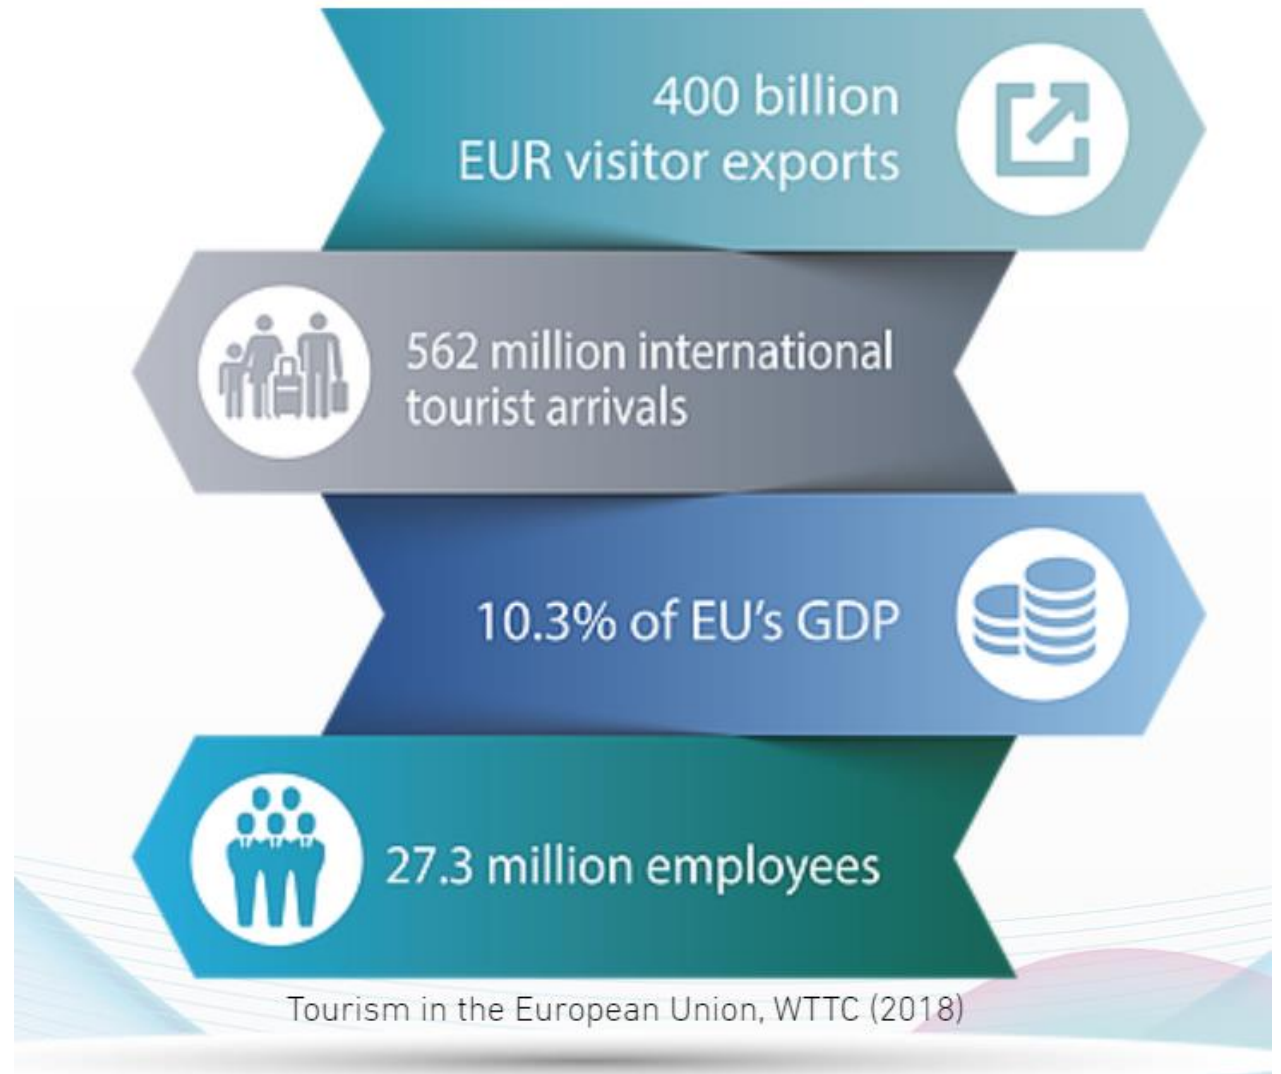 400 billion
EUR visitor exports
562 million international
tourist arrivals
10.3% of EU's GDP
27.3 million employees
Tourism in the European Union, WTTC (2018)